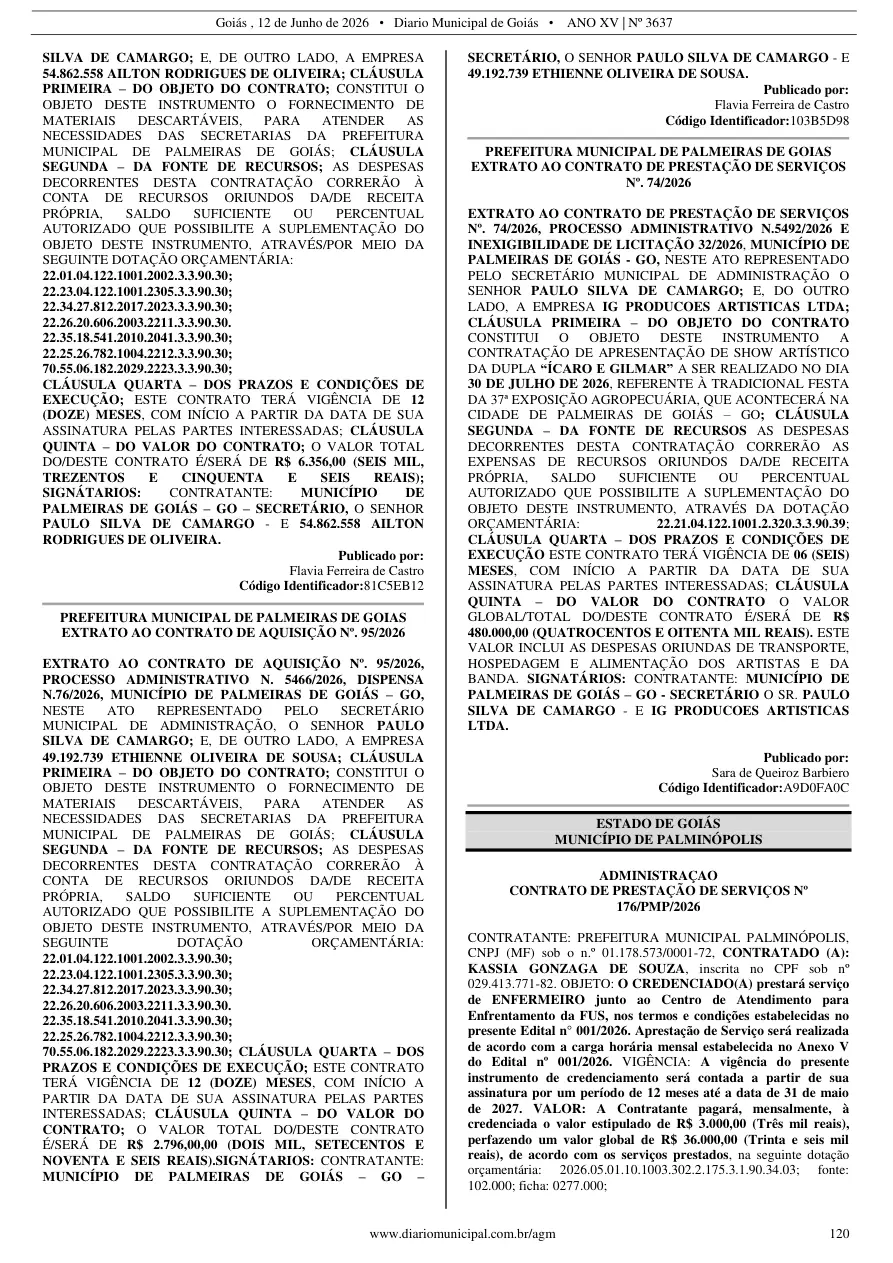 Goiás , 12 de Junho de 2026 • Diario Municipal de Goiás • ANO XV | Nº 3637
SILVA DE CAMARGO; E, DE OUTRO LADO, A EMPRESA
54.862.558 AILTON RODRIGUES DE OLIVEIRA; CLÁUSULA
PRIMEIRA – DO OBJETO DO CONTRATO; CONSTITUI O
OBJETO DESTE INSTRUMENTO O FORNECIMENTO DE
MATERIAIS DESCARTÁVEIS, PARA ATENDER AS
NECESSIDADES DAS SECRETARIAS DA PREFEITURA
MUNICIPAL DE PALMEIRAS DE GOIÁS; CLÁUSULA
SEGUNDA – DA FONTE DE RECURSOS; AS DESPESAS
DECORRENTES DESTA CONTRATAÇÃO CORRERÃO À
CONTA DE RECURSOS ORIUNDOS DA/DE RECEITA
PRÓPRIA, SALDO SUFICIENTE OU PERCENTUAL
AUTORIZADO QUE POSSIBILITE A SUPLEMENTAÇÃO DO
OBJETO DESTE INSTRUMENTO, ATRAVÉS/POR MEIO DA
SEGUINTE DOTAÇÃO ORÇAMENTÁRIA:
22.01.04.122.1001.2002.3.3.90.30;
22.23.04.122.1001.2305.3.3.90.30;
22.34.27.812.2017.2023.3.3.90.30;
22.26.20.606.2003.2211.3.3.90.30.
22.35.18.541.2010.2041.3.3.90.30;
22.25.26.782.1004.2212.3.3.90.30;
70.55.06.182.2029.2223.3.3.90.30;
CLÁUSULA QUARTA – DOS PRAZOS E CONDIÇÕES DE
EXECUÇÃO; ESTE CONTRATO TERÁ VIGÊNCIA DE 12
(DOZE) MESES, COM INÍCIO A PARTIR DA DATA DE SUA
ASSINATURA PELAS PARTES INTERESSADAS; CLÁUSULA
QUINTA – DO VALOR DO CONTRATO; O VALOR TOTAL
DO/DESTE CONTRATO É/SERÁ DE R$ 6.356,00 (SEIS MIL,
TREZENTOS E CINQUENTA E SEIS REAIS);
SIGNÁTARIOS: CONTRATANTE: MUNICÍPIO DE
PALMEIRAS DE GOIÁS – GO – SECRETÁRIO, O SENHOR
PAULO SILVA DE CAMARGO - E 54.862.558 AILTON
RODRIGUES DE OLIVEIRA.
Publicado por:
Flavia Ferreira de Castro
Código Identificador:81C5EB12
PREFEITURA MUNICIPAL DE PALMEIRAS DE GOIAS
EXTRATO AO CONTRATO DE AQUISIÇÃO Nº. 95/2026
EXTRATO AO CONTRATO DE AQUISIÇÃO Nº. 95/2026,
PROCESSO ADMINISTRATIVO N. 5466/2026, DISPENSA
N.76/2026, MUNICÍPIO DE PALMEIRAS DE GOIÁS – GO,
NESTE ATO REPRESENTADO PELO SECRETÁRIO
MUNICIPAL DE ADMINISTRAÇÃO, O SENHOR PAULO
SILVA DE CAMARGO; E, DE OUTRO LADO, A EMPRESA
49.192.739 ETHIENNE OLIVEIRA DE SOUSA; CLÁUSULA
PRIMEIRA – DO OBJETO DO CONTRATO; CONSTITUI O
OBJETO DESTE INSTRUMENTO O FORNECIMENTO DE
MATERIAIS DESCARTÁVEIS, PARA ATENDER AS
NECESSIDADES DAS SECRETARIAS DA PREFEITURA
MUNICIPAL DE PALMEIRAS DE GOIÁS; CLÁUSULA
SEGUNDA – DA FONTE DE RECURSOS; AS DESPESAS
DECORRENTES DESTA CONTRATAÇÃO CORRERÃO À
CONTA DE RECURSOS ORIUNDOS DA/DE RECEITA
PRÓPRIA, SALDO SUFICIENTE OU PERCENTUAL
AUTORIZADO QUE POSSIBILITE A SUPLEMENTAÇÃO DO
OBJETO DESTE INSTRUMENTO, ATRAVÉS/POR MEIO DA
SEGUINTE DOTAÇÃO ORÇAMENTÁRIA:
22.01.04.122.1001.2002.3.3.90.30;
22.23.04.122.1001.2305.3.3.90.30;
22.34.27.812.2017.2023.3.3.90.30;
22.26.20.606.2003.2211.3.3.90.30.
22.35.18.541.2010.2041.3.3.90.30;
22.25.26.782.1004.2212.3.3.90.30;
70.55.06.182.2029.2223.3.3.90.30; CLÁUSULA QUARTA – DOS
PRAZOS E CONDIÇÕES DE EXECUÇÃO; ESTE CONTRATO
TERÁ VIGÊNCIA DE 12 (DOZE) MESES, COM INÍCIO A
PARTIR DA DATA DE SUA ASSINATURA PELAS PARTES
INTERESSADAS; CLÁUSULA QUINTA – DO VALOR DO
CONTRATO; O VALOR TOTAL DO/DESTE CONTRATO
É/SERÁ DE R$ 2.796,00,00 (DOIS MIL, SETECENTOS E
NOVENTA E SEIS REAIS).SIGNÁTARIOS: CONTRATANTE:
MUNICÍPIO DE PALMEIRAS DE GOIÁS – GO –
SECRETÁRIO, O SENHOR PAULO SILVA DE CAMARGO - E
49.192.739 ETHIENNE OLIVEIRA DE SOUSA.
Publicado por:
Flavia Ferreira de Castro
Código Identificador:103B5D98
PREFEITURA MUNICIPAL DE PALMEIRAS DE GOIAS
EXTRATO AO CONTRATO DE PRESTAÇÃO DE SERVIÇOS
Nº. 74/2026
EXTRATO AO CONTRATO DE PRESTAÇÃO DE SERVIÇOS
Nº. 74/2026, PROCESSO ADMINISTRATIVO N.5492/2026 E
INEXIGIBILIDADE DE LICITAÇÃO 32/2026, MUNICÍPIO DE
PALMEIRAS DE GOIÁS - GO, NESTE ATO REPRESENTADO
PELO SECRETÁRIO MUNICIPAL DE ADMINISTRAÇÃO O
SENHOR PAULO SILVA DE CAMARGO; E, DO OUTRO
LADO, A EMPRESA IG PRODUCOES ARTISTICAS LTDA;
CLÁUSULA PRIMEIRA – DO OBJETO DO CONTRATO
CONSTITUI O OBJETO DESTE INSTRUMENTO A
CONTRATAÇÃO DE APRESENTAÇÃO DE SHOW ARTÍSTICO
DA DUPLA “ÍCARO E GILMAR” A SER REALIZADO NO DIA
30 DE JULHO DE 2026, REFERENTE À TRADICIONAL FESTA
DA 37ª EXPOSIÇÃO AGROPECUÁRIA, QUE ACONTECERÁ NA
CIDADE DE PALMEIRAS DE GOIÁS – GO; CLÁUSULA
SEGUNDA – DA FONTE DE RECURSOS AS DESPESAS
DECORRENTES DESTA CONTRATAÇÃO CORRERÃO AS
EXPENSAS DE RECURSOS ORIUNDOS DA/DE RECEITA
PRÓPRIA, SALDO SUFICIENTE OU PERCENTUAL
AUTORIZADO QUE POSSIBILITE A SUPLEMENTAÇÃO DO
OBJETO DESTE INSTRUMENTO, ATRAVÉS DA DOTAÇÃO
ORÇAMENTÁRIA: 22.21.04.122.1001.2.320.3.3.90.39;
CLÁUSULA QUARTA – DOS PRAZOS E CONDIÇÕES DE
EXECUÇÃO ESTE CONTRATO TERÁ VIGÊNCIA DE 06 (SEIS)
MESES, COM INÍCIO A PARTIR DA DATA DE SUA
ASSINATURA PELAS PARTES INTERESSADAS; CLÁUSULA
QUINTA – DO VALOR DO CONTRATO O VALOR
GLOBAL/TOTAL DO/DESTE CONTRATO É/SERÁ DE R$
480.000,00 (QUATROCENTOS E OITENTA MIL REAIS). ESTE
VALOR INCLUI AS DESPESAS ORIUNDAS DE TRANSPORTE,
HOSPEDAGEM E ALIMENTAÇÃO DOS ARTISTAS E DA
BANDA. SIGNATÁRIOS: CONTRATANTE: MUNICÍPIO DE
PALMEIRAS DE GOIÁS – GO - SECRETÁRIO O SR. PAULO
SILVA DE CAMARGO - E IG PRODUCOES ARTISTICAS
LTDA.
Publicado por:
Sara de Queiroz Barbiero
Código Identificador:A9D0FA0C
ESTADO DE GOIÁS
MUNICÍPIO DE PALMINÓPOLIS
ADMINISTRAÇAO
CONTRATO DE PRESTAÇÃO DE SERVIÇOS Nº
176/PMP/2026
CONTRATANTE: PREFEITURA MUNICIPAL PALMINÓPOLIS,
CNPJ (MF) sob o n.º 01.178.573/0001-72, CONTRATADO (A):
KASSIA GONZAGA DE SOUZA, inscrita no CPF sob nº
029.413.771-82. OBJETO: O CREDENCIADO(A) prestará serviço
de ENFERMEIRO junto ao Centro de Atendimento para
Enfrentamento da FUS, nos termos e condições estabelecidas no
presente Edital n° 001/2026. Aprestação de Serviço será realizada
de acordo com a carga horária mensal estabelecida no Anexo V
do Edital nº 001/2026. VIGÊNCIA: A vigência do presente
instrumento de credenciamento será contada a partir de sua
assinatura por um período de 12 meses até a data de 31 de maio
de 2027. VALOR: A Contratante pagará, mensalmente, à
credenciada o valor estipulado de R$ 3.000,00 (Três mil reais),
perfazendo um valor global de R$ 36.000,00 (Trinta e seis mil
reais), de acordo com os serviços prestados, na seguinte dotação
orçamentária: 2026.05.01.10.1003.302.2.175.3.1.90.34.03; fonte:
102.000; ficha: 0277.000;
www.diariomunicipal.com.br/agm 120